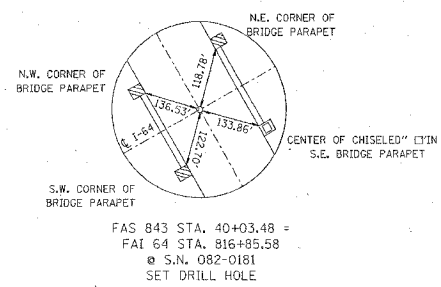 N.E. CORNER OF
BRIDGE PARAPET
N.W. CORNER OF
BRIDGE PARAPET
118.78'
136.53'
133.86'
℄ I-64
122.70'
CENTER OF CHISELED" □"IN
S.E. BRIDGE PARAPET
S.W. CORNER OF
BRIDGE PARAPET
FAS 843 STA. 40+03.48 =
FAI 64 STA. 816+85.58
@ S.N. 082-0181
SET DRILL HOLE